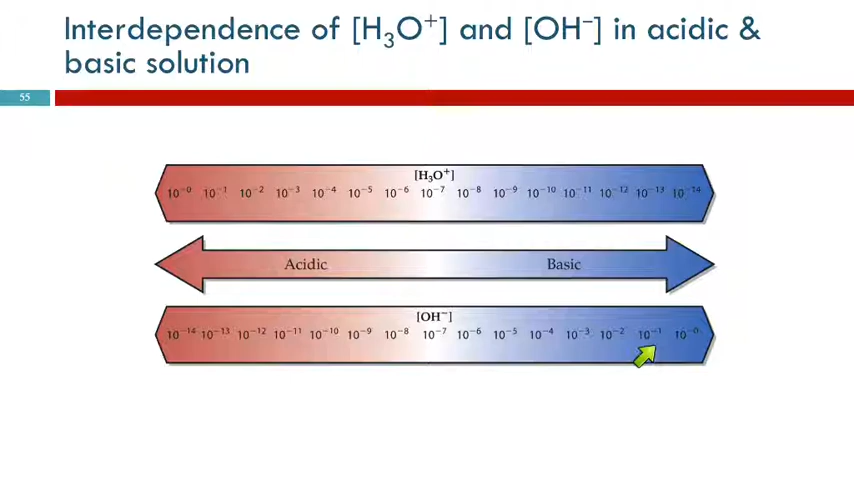 Interdependence of [H₃O⁺] and [OH⁻] in acidic &
basic solution
55
[H₃O⁺]
10⁻⁰ 10⁻¹ 10⁻² 10⁻³ 10⁻⁴ 10⁻⁵ 10⁻⁶ 10⁻⁷ 10⁻⁸ 10⁻⁹ 10⁻¹⁰ 10⁻¹¹ 10⁻¹² 10⁻¹³ 10⁻¹⁴
Acidic Basic
[OH⁻]
10⁻¹⁴ 10⁻¹³ 10⁻¹² 10⁻¹¹ 10⁻¹⁰ 10⁻⁹ 10⁻⁸ 10⁻⁷ 10⁻⁶ 10⁻⁵ 10⁻⁴ 10⁻³ 10⁻² 10⁻¹ 10⁻⁰